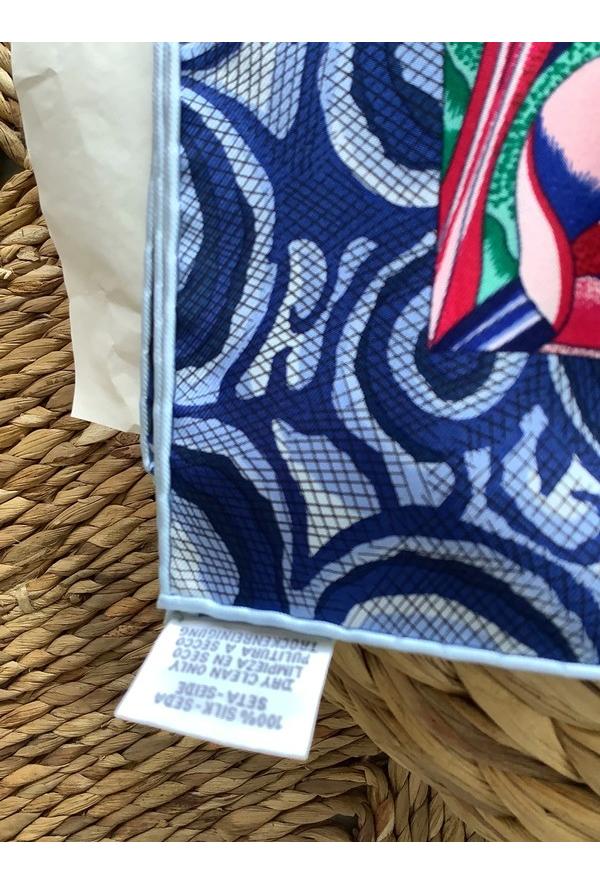 100% SILK-SEDA
SETA-SEIDE
DRY CLEAN ONLY
LIMPIEZA EN SECO
PULITURA A SECCO
TROCKENREINIGUNG